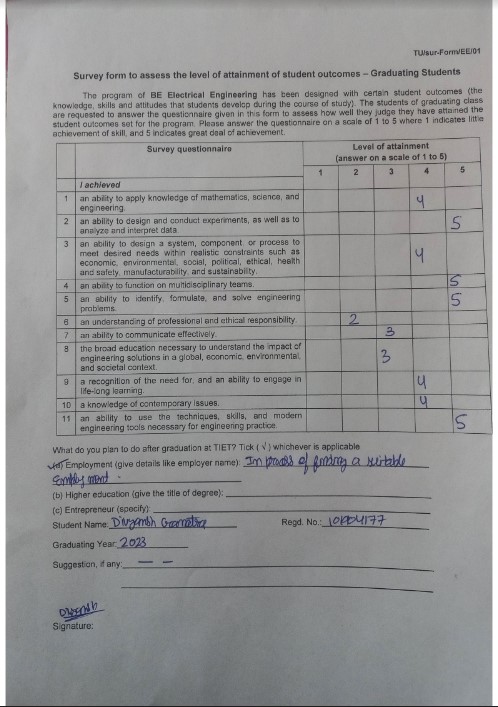 TU/sur-FormVEE/01
Survey form to assess the level of attainment of student outcomes – Graduating Students
The program of BE Electrical Engineering has been designed with certain student outcomes (the
knowledge, skills and attitudes that students develop during the course of study). The students of graduating class
are requested to answer the questionnaire given in this form to assess how well they judge they have attained the
student outcomes set for the program. Please answer the questionnaire on a scale of 1 to 5 where 1 indicates little
achievement of skill, and 5 indicates great deal of achievement.
Survey questionnaire
Level of attainment
(answer on a scale of 1 to 5)
1 2 3 4 5
I achieved
1 an ability to apply knowledge of mathematics, science, and 4
engineering.
2 an ability to design and conduct experiments, as well as to 5
analyze and interpret data.
3 an ability to design a system, component, or process to
meet desired needs within realistic constraints such as 4
economic, environmental, social, political, ethical, health
and safety, manufacturability, and sustainability.
4 an ability to function on multidisciplinary teams. 5
5 an ability to identify, formulate, and solve engineering 5
problems.
6 an understanding of professional and ethical responsibility. 2
7 an ability to communicate effectively. 3
8 the broad education necessary to understand the impact of
engineering solutions in a global, economic, environmental, 3
and societal context.
9 a recognition of the need for, and an ability to engage in 4
life-long learning.
10 a knowledge of contemporary issues. 4
11 an ability to use the techniques, skills, and modern 5
engineering tools necessary for engineering practice.
What do you plan to do after graduation at TIET? Tick ( √ ) whichever is applicable
(a) Employment (give details like employer name): In process of finding a suitable
Employment .
(b) Higher education (give the title of degree):
(c) Entrepreneur (specify):
Student Name: Regd. No.:
Graduating Year: 2023
Suggestion, if any: — —
Signature: